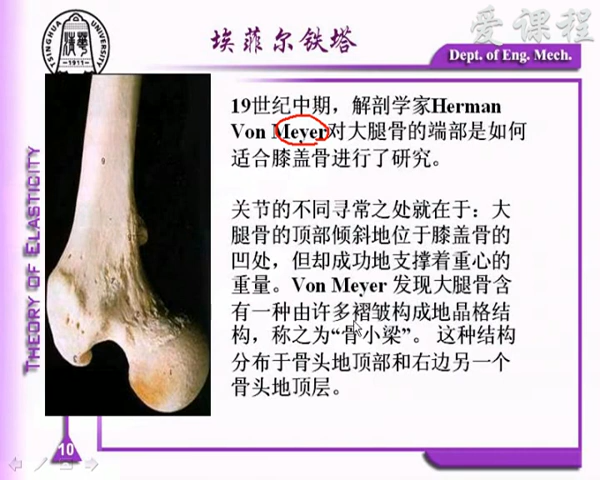 TSINGHUA UNIVERSITY
-1911-
埃菲尔铁塔
爱课程
Dept. of Eng. Mech.
THEORY OF ELASTICITY
9
19世纪中期，解剖学家Herman
Von Meyer对大腿骨的端部是如何
适合膝盖骨进行了研究。
关节的不同寻常之处就在于：大
腿骨的顶部倾斜地位于膝盖骨的
凹处，但却成功地支撑着重心的
重量。Von Meyer 发现大腿骨含
有一种由许多褶皱构成地晶格结
构，称之为“骨小梁”。 这种结构
分布于骨头地顶部和右边另一个
骨头地顶层。
10